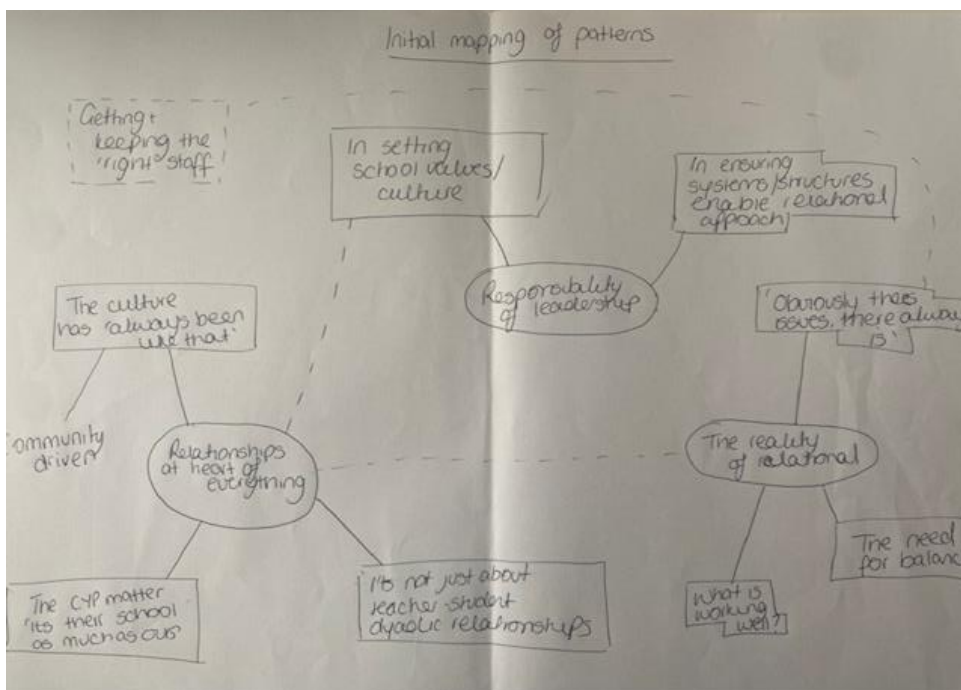 Initial mapping of patterns
Getting +
keeping the
"right" staff
In setting
school values/
culture
In ensuring
systems/structures
enable relational
approach
Responsibility
of leadership
The culture
has 'always been
like that'
'Obviously theres
issues, there always
is'
ommunity
driven
Relationships
at heart of
everything
The reality
of relational
The CYP matter
'its their school
as much as ours'
It's not just about
teacher-student
dyadic relationships
What is
working
well?
The need
for balanc